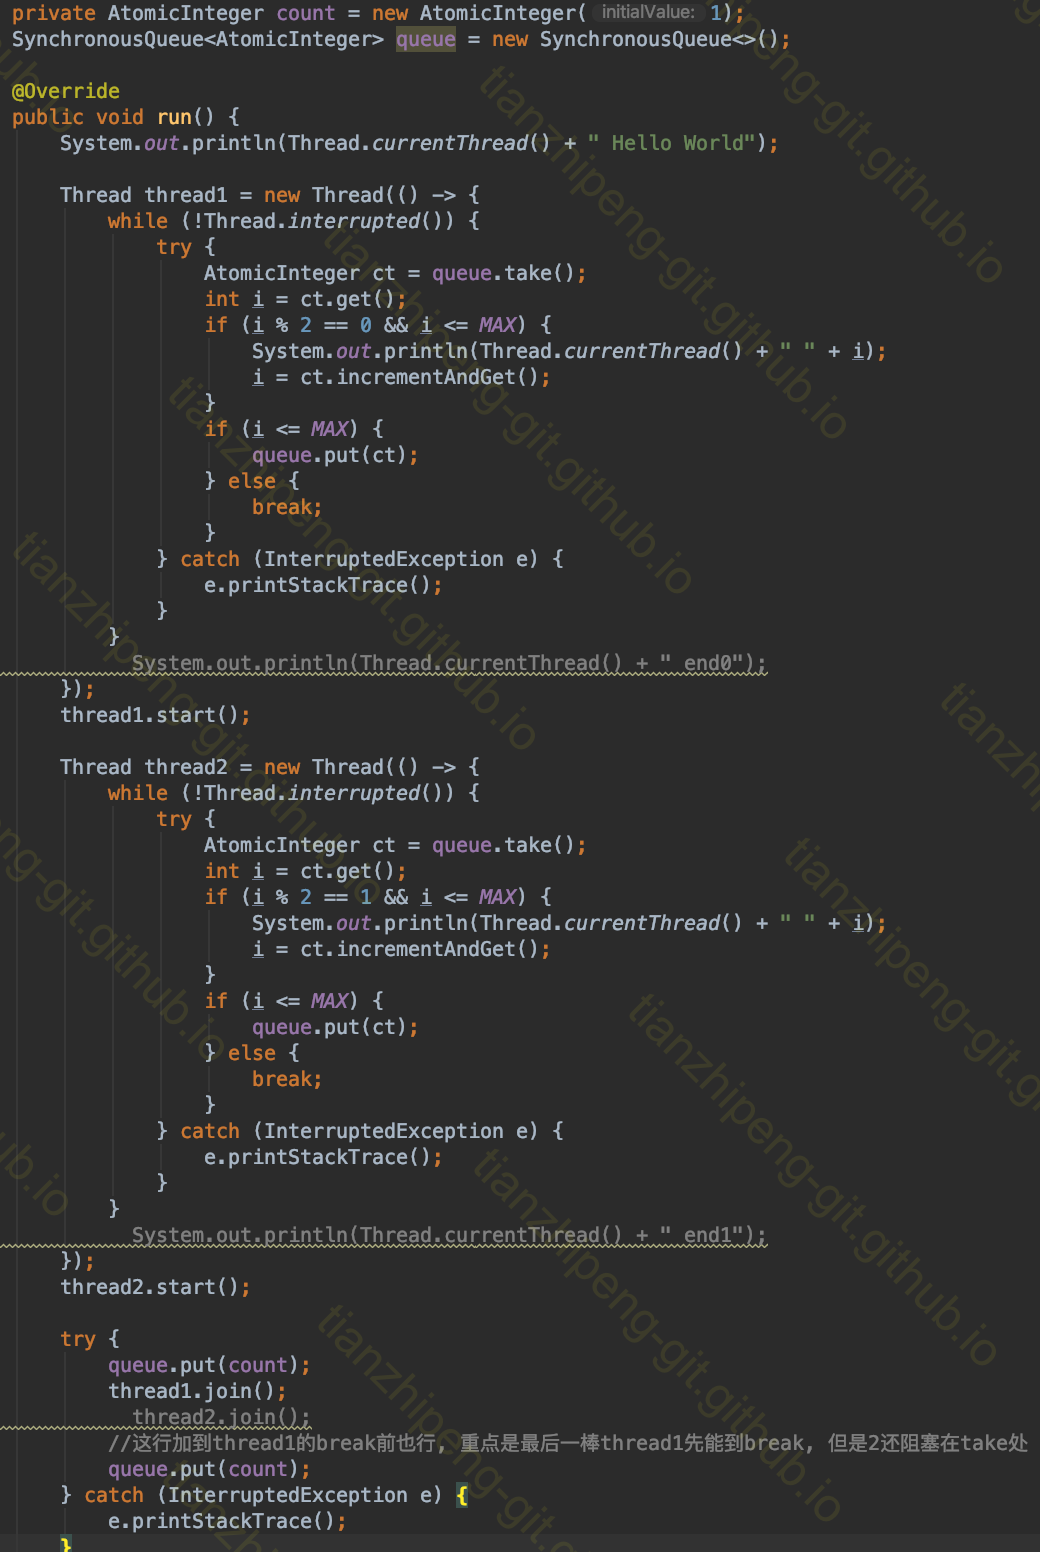 private AtomicInteger count = new AtomicInteger( initialValue: 1);
SynchronousQueue<AtomicInteger> queue = new SynchronousQueue<>();
@Override
public void run() {
System.out.println(Thread.currentThread() + " Hello World");
Thread thread1 = new Thread(() -> {
while (!Thread.interrupted()) {
try {
AtomicInteger ct = queue.take();
int i = ct.get();
if (i % 2 == 0 && i <= MAX) {
System.out.println(Thread.currentThread() + " " + i);
i = ct.incrementAndGet();
}
if (i <= MAX) {
queue.put(ct);
} else {
break;
}
} catch (InterruptedException e) {
e.printStackTrace();
}
}
System.out.println(Thread.currentThread() + " end0");
});
thread1.start();
Thread thread2 = new Thread(() -> {
while (!Thread.interrupted()) {
try {
AtomicInteger ct = queue.take();
int i = ct.get();
if (i % 2 == 1 && i <= MAX) {
System.out.println(Thread.currentThread() + " " + i);
i = ct.incrementAndGet();
}
if (i <= MAX) {
queue.put(ct);
} else {
break;
}
} catch (InterruptedException e) {
e.printStackTrace();
}
}
System.out.println(Thread.currentThread() + " end1");
});
thread2.start();
try {
queue.put(count);
thread1.join();
thread2.join();
//这行加到thread1的break前也行, 重点是最后一棒thread1先能到break, 但是2还阻塞在take处
queue.put(count);
} catch (InterruptedException e) {
e.printStackTrace();
}
tianzhipeng-git.github.io